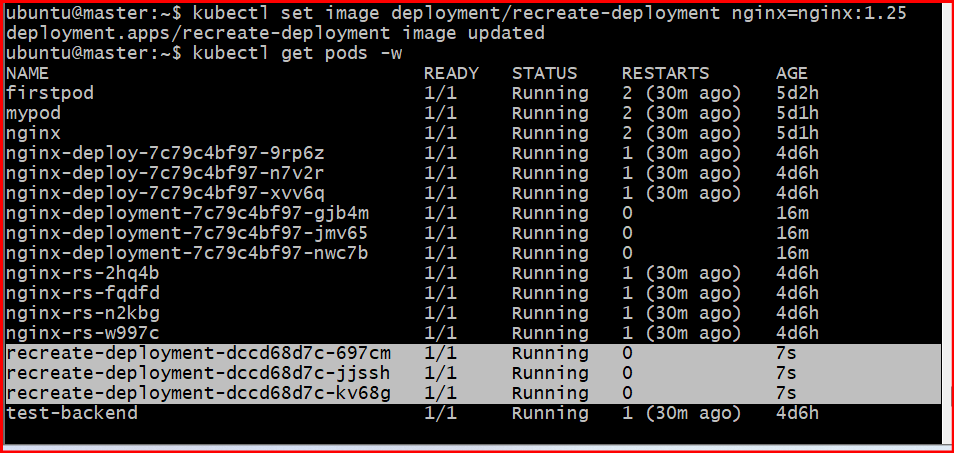 ubuntu@master:~$ kubectl set image deployment/recreate-deployment nginx=nginx:1.25
deployment.apps/recreate-deployment image updated
ubuntu@master:~$ kubectl get pods -w
NAME READY STATUS RESTARTS AGE
firstpod 1/1 Running 2 (30m ago) 5d2h
mypod 1/1 Running 2 (30m ago) 5d1h
nginx 1/1 Running 2 (30m ago) 5d1h
nginx-deploy-7c79c4bf97-9rp6z 1/1 Running 1 (30m ago) 4d6h
nginx-deploy-7c79c4bf97-n7v2r 1/1 Running 1 (30m ago) 4d6h
nginx-deploy-7c79c4bf97-xvv6q 1/1 Running 1 (30m ago) 4d6h
nginx-deployment-7c79c4bf97-gjb4m 1/1 Running 0 16m
nginx-deployment-7c79c4bf97-jmv65 1/1 Running 0 16m
nginx-deployment-7c79c4bf97-nwc7b 1/1 Running 0 16m
nginx-rs-2hq4b 1/1 Running 1 (30m ago) 4d6h
nginx-rs-fqdfd 1/1 Running 1 (30m ago) 4d6h
nginx-rs-n2kbg 1/1 Running 1 (30m ago) 4d6h
nginx-rs-w997c 1/1 Running 1 (30m ago) 4d6h
recreate-deployment-dccd68d7c-697cm 1/1 Running 0 7s
recreate-deployment-dccd68d7c-jjssh 1/1 Running 0 7s
recreate-deployment-dccd68d7c-kv68g 1/1 Running 0 7s
test-backend 1/1 Running 1 (30m ago) 4d6h